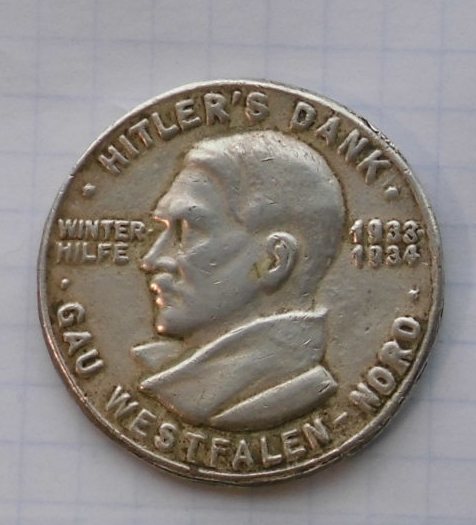 HITLER'S DANK
WINTER-
HILFE
1933
1934
GAU WESTFALEN-NORD